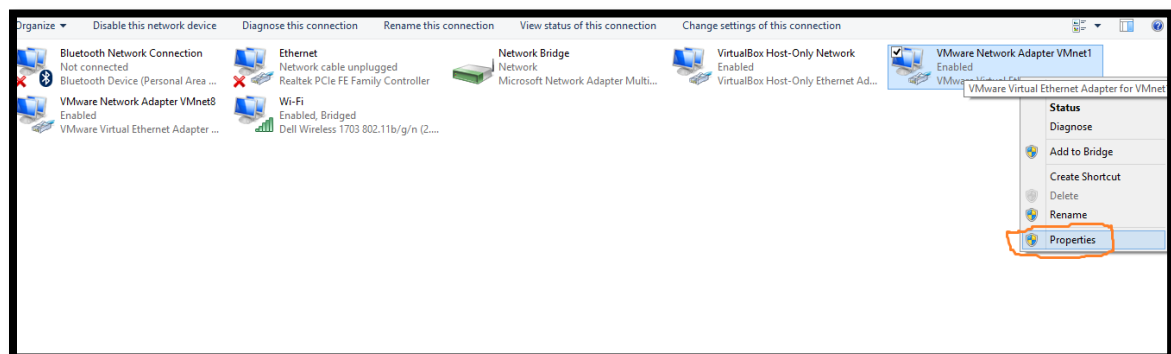 Organize Disable this network device Diagnose this connection Rename this connection View status of this connection Change settings of this connection
Bluetooth Network Connection
Not connected
Bluetooth Device (Personal Area ...
Ethernet
Network cable unplugged
Realtek PCIe FE Family Controller
Network Bridge
Network
Microsoft Network Adapter Multi...
VirtualBox Host-Only Network
Enabled
VirtualBox Host-Only Ethernet Ad...
VMware Network Adapter VMnet1
Enabled
VMware Virtual Eth
VMware Virtual Ethernet Adapter for VMnet
VMware Network Adapter VMnet8
Enabled
VMware Virtual Ethernet Adapter ...
Wi-Fi
Enabled, Bridged
Dell Wireless 1703 802.11b/g/n (2....
Status
Diagnose
Add to Bridge
Create Shortcut
Delete
Rename
Properties